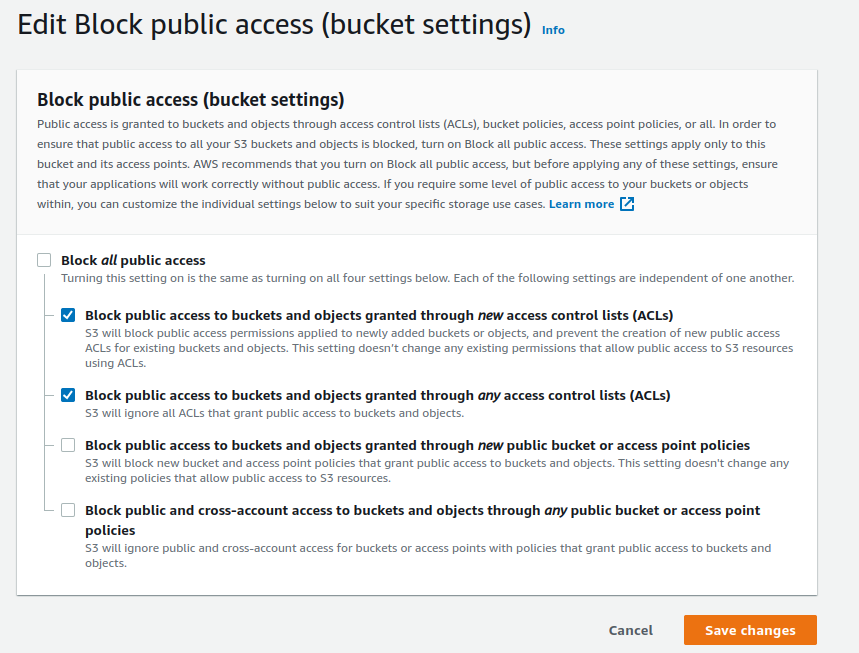 Edit Block public access (bucket settings) Info
Block public access (bucket settings)
Public access is granted to buckets and objects through access control lists (ACLs), bucket policies, access point policies, or all. In order to
ensure that public access to all your S3 buckets and objects is blocked, turn on Block all public access. These settings apply only to this
bucket and its access points. AWS recommends that you turn on Block all public access, but before applying any of these settings, ensure
that your applications will work correctly without public access. If you require some level of public access to your buckets or objects
within, you can customize the individual settings below to suit your specific storage use cases. Learn more
Block all public access
Turning this setting on is the same as turning on all four settings below. Each of the following settings are independent of one another.
Block public access to buckets and objects granted through new access control lists (ACLs)
S3 will block public access permissions applied to newly added buckets or objects, and prevent the creation of new public access
ACLs for existing buckets and objects. This setting doesn’t change any existing permissions that allow public access to S3 resources
using ACLs.
Block public access to buckets and objects granted through any access control lists (ACLs)
S3 will ignore all ACLs that grant public access to buckets and objects.
Block public access to buckets and objects granted through new public bucket or access point policies
S3 will block new bucket and access point policies that grant public access to buckets and objects. This setting doesn't change any
existing policies that allow public access to S3 resources.
Block public and cross-account access to buckets and objects through any public bucket or access point
policies
S3 will ignore public and cross-account access for buckets or access points with policies that grant public access to buckets and
objects.
Cancel Save changes